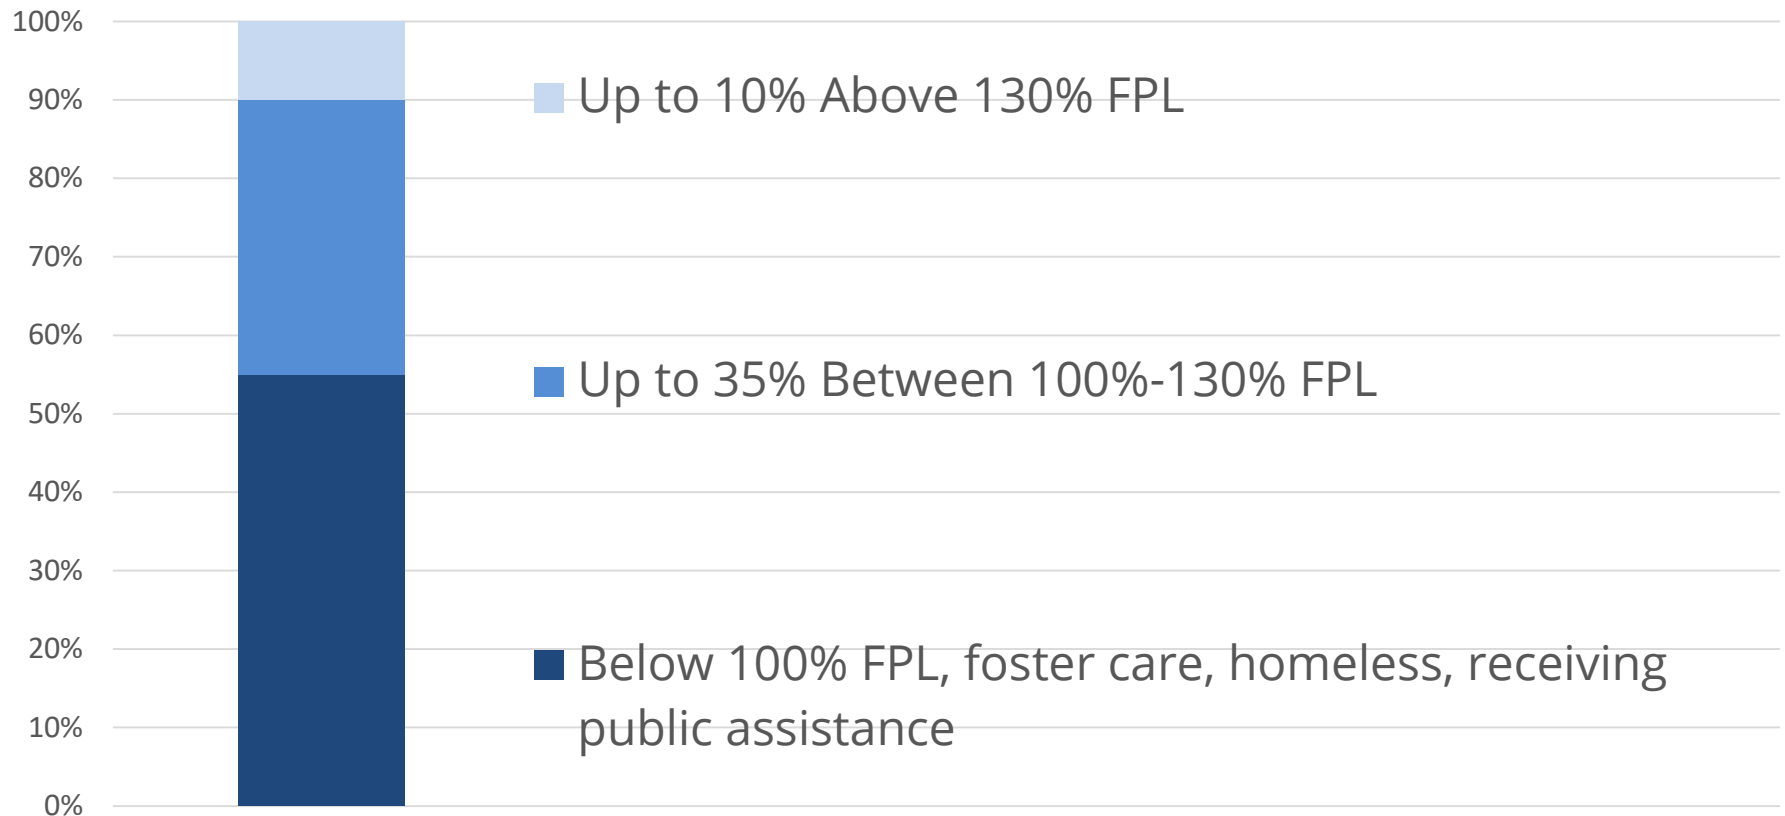 100%
90%
80%
70%
60%
50%
40%
30%
20%
10%
0%
Up to 10% Above 130% FPL
Up to 35% Between 100%-130% FPL
Below 100% FPL, foster care, homeless, receiving
public assistance